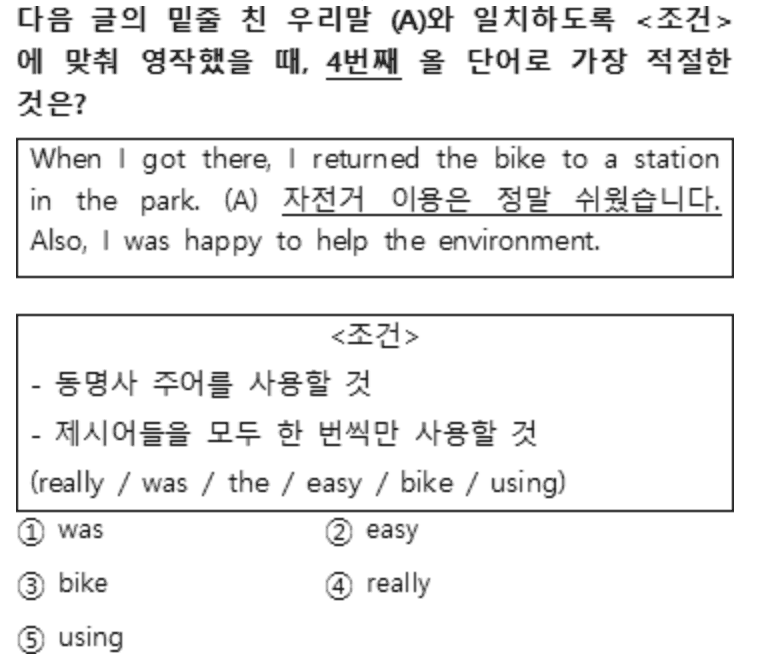 다음 글의 밑줄 친 우리말 (A)와 일치하도록 <조건>
에 맞춰 영작했을 때, 4번째 올 단어로 가장 적절한
것은?
When I got there, I returned the bike to a station
in the park. (A) 자전거 이용은 정말 쉬웠습니다.
Also, I was happy to help the environment.
<조건>
- 동명사 주어를 사용할 것
- 제시어들을 모두 한 번씩만 사용할 것
(really / was / the / easy / bike / using)
① was ② easy
③ bike ④ really
⑤ using